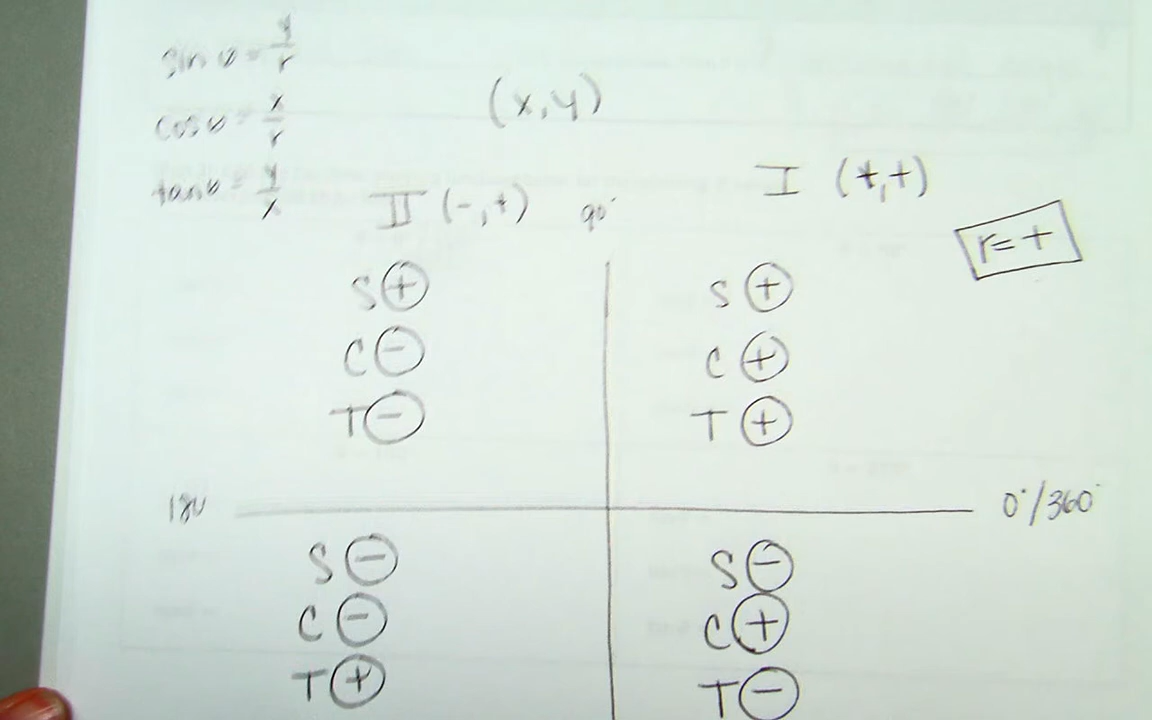 sin θ = y/r
cos θ = x/r
(x,y)
tan θ = y/x
II (-,+)
90°
I (+,+)
r=+
S + S +
C - C +
T - T +
180
0°/360°
S - S -
C - C +
T + T -